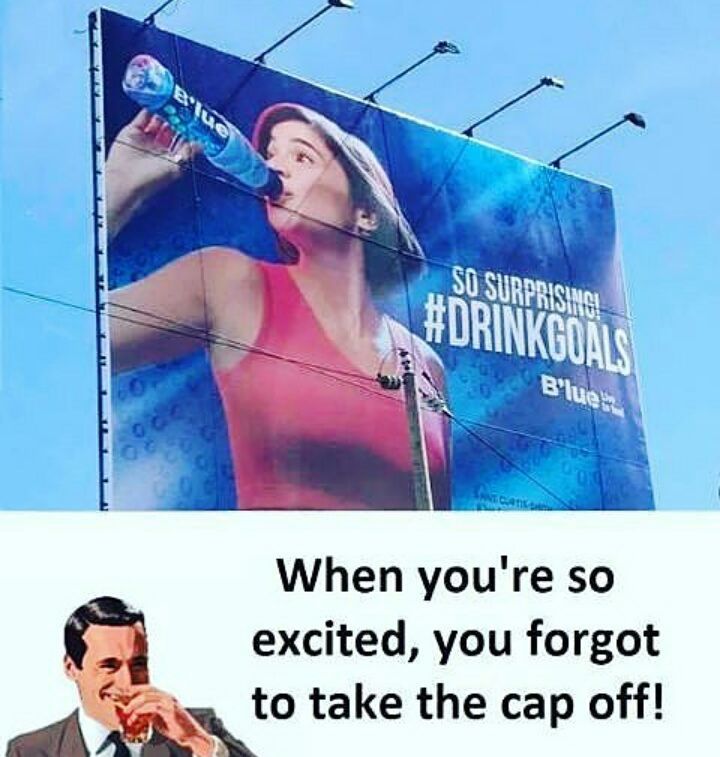 B'lue
SO SURPRISING!
#DRINKGOALS
B'lue
When you're so
excited, you forgot
to take the cap off!